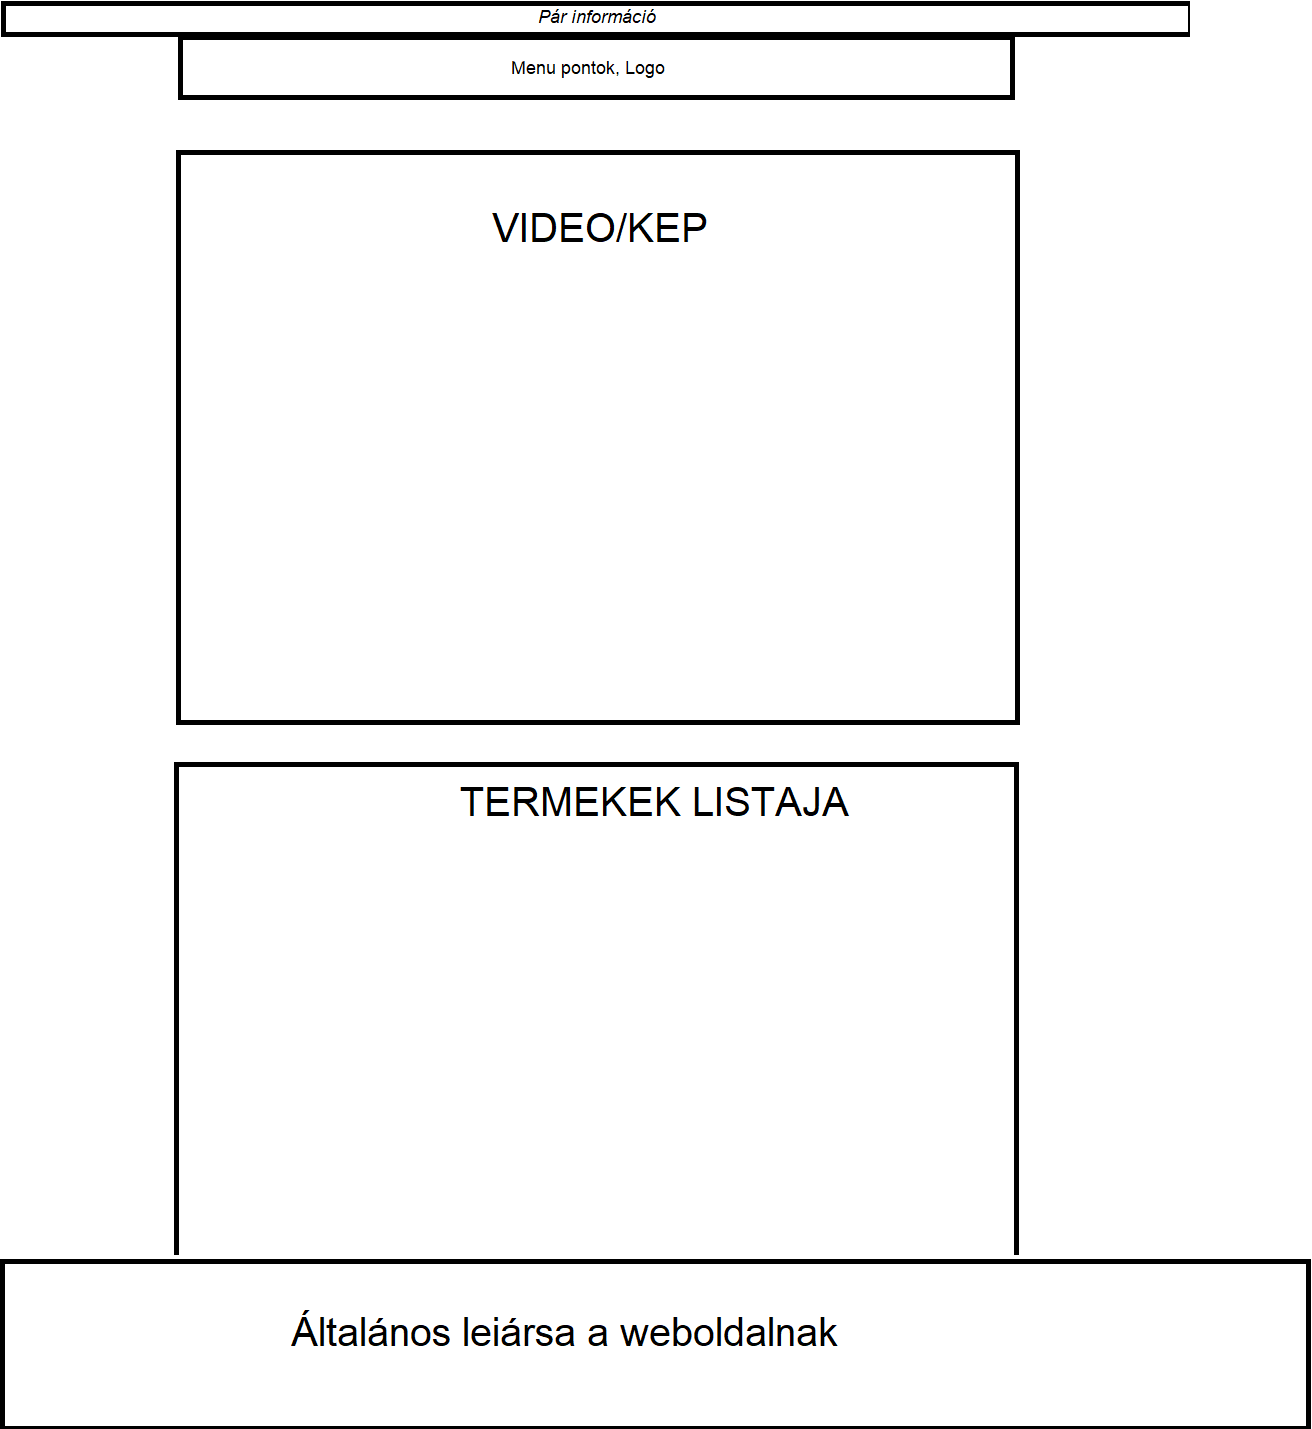 Pár információ
Menu pontok, Logo
VIDEO/KEP
TERMEKEK LISTAJA
Általános leiársa a weboldalnak